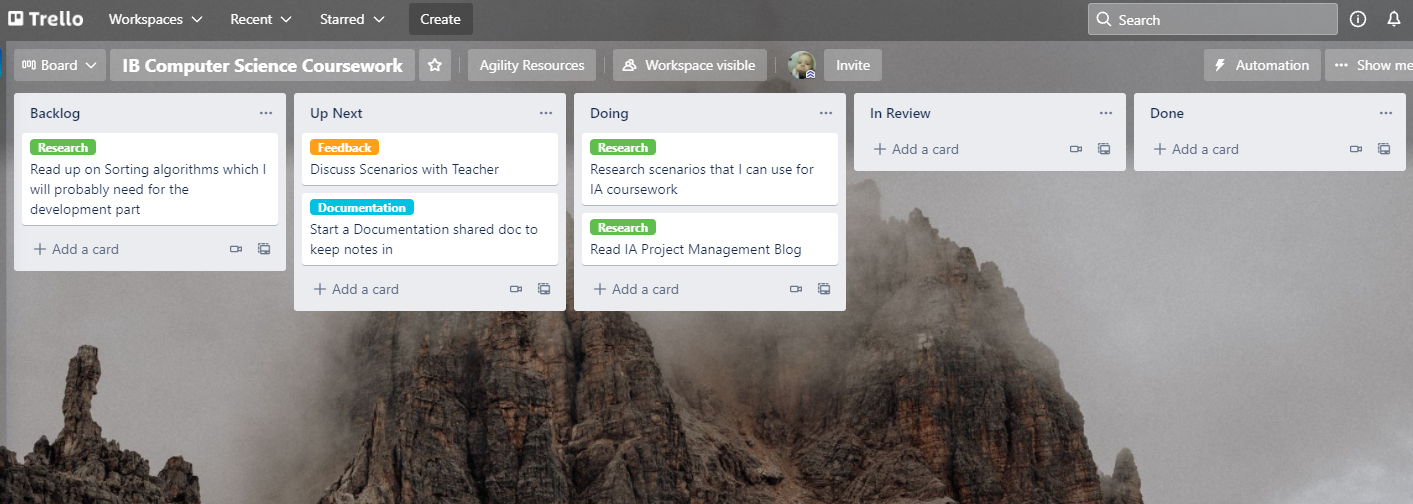 Trello Workspaces Recent Starred Create Search
Board IB Computer Science Coursework Agility Resources Workspace visible Invite Automation Show me
Backlog
Research
Read up on Sorting algorithms which I
will probably need for the
development part
Add a card
Up Next
Feedback
Discuss Scenarios with Teacher
Documentation
Start a Documentation shared doc to
keep notes in
Add a card
Doing
Research
Research scenarios that I can use for
IA coursework
Research
Read IA Project Management Blog
Add a card
In Review
Add a card
Done
Add a card